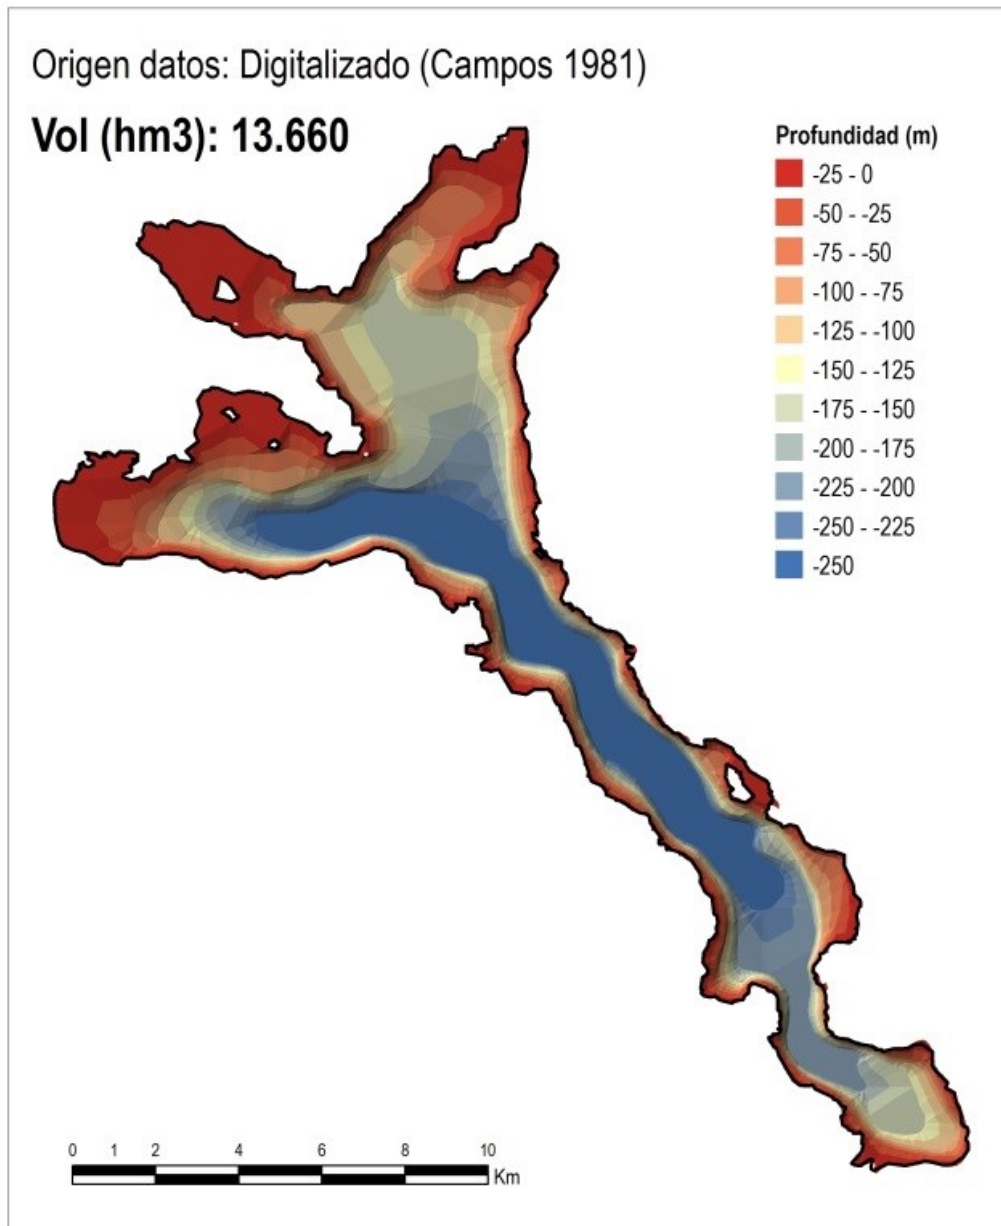 Origen datos: Digitalizado (Campos 1981)
Vol (hm3): 13.660
Profundidad (m)
-25 - 0
-50 - -25
-75 - -50
-100 - -75
-125 - -100
-150 - -125
-175 - -150
-200 - -175
-225 - -200
-250 - -225
-250
0 1 2 4 6 8 10
Km